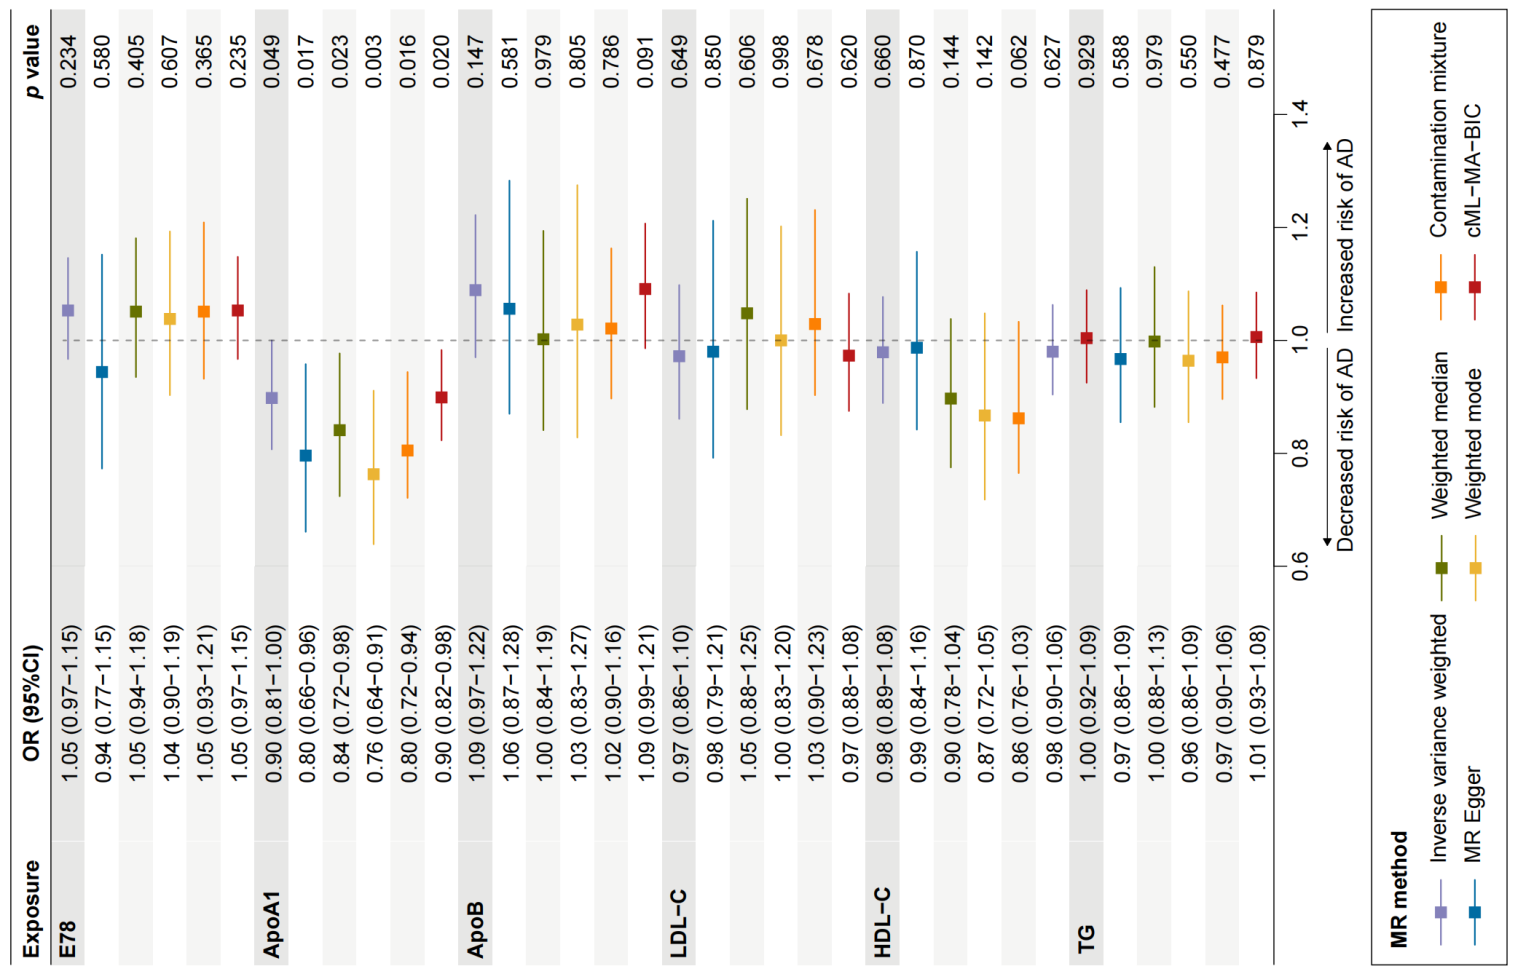 Exposure OR (95%CI) p value
E78 1.05 (0.97−1.15) 0.234
0.94 (0.77−1.15) 0.580
1.05 (0.94−1.18) 0.405
1.04 (0.90−1.19) 0.607
1.05 (0.93−1.21) 0.365
1.05 (0.97−1.15) 0.235
ApoA1 0.90 (0.81−1.00) 0.049
0.80 (0.66−0.96) 0.017
0.84 (0.72−0.98) 0.023
0.76 (0.64−0.91) 0.003
0.80 (0.72−0.94) 0.016
0.90 (0.82−0.98) 0.020
ApoB 1.09 (0.97−1.22) 0.147
1.06 (0.87−1.28) 0.581
1.00 (0.84−1.19) 0.979
1.03 (0.83−1.27) 0.805
1.02 (0.90−1.16) 0.786
1.09 (0.99−1.21) 0.091
LDL−C 0.97 (0.86−1.10) 0.649
0.98 (0.79−1.21) 0.850
1.05 (0.88−1.25) 0.606
1.00 (0.83−1.20) 0.998
1.03 (0.90−1.23) 0.678
0.97 (0.88−1.08) 0.620
HDL−C 0.98 (0.89−1.08) 0.660
0.99 (0.84−1.16) 0.870
0.90 (0.78−1.04) 0.144
0.87 (0.72−1.05) 0.142
0.86 (0.76−1.03) 0.062
0.98 (0.90−1.06) 0.627
TG 1.00 (0.92−1.09) 0.929
0.97 (0.86−1.09) 0.588
1.00 (0.88−1.13) 0.979
0.96 (0.86−1.09) 0.550
0.97 (0.90−1.06) 0.477
1.01 (0.93−1.08) 0.879
0.6 0.8 1.0 1.2 1.4
Decreased risk of AD Increased risk of AD
MR method
Inverse variance weighted Weighted median Contamination mixture
MR Egger Weighted mode cML−MA−BIC